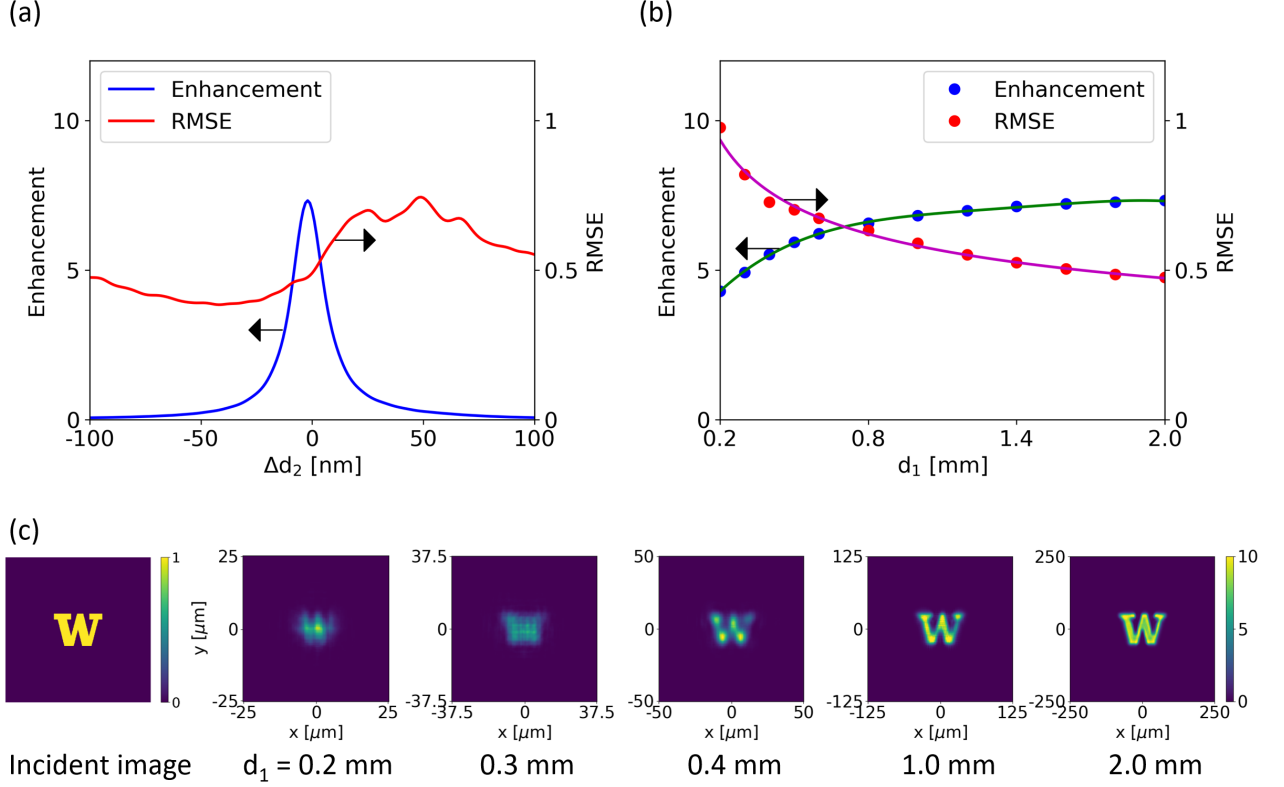 (a)
Enhancement
RMSE
10
5
0
1
0.5
0
Enhancement
RMSE
-100
-50
0
50
100
Δd₂ [nm]
(b)
Enhancement
RMSE
10
5
0
1
0.5
0
Enhancement
RMSE
0.2
0.8
1.4
2.0
d₁ [mm]
(c)
W
1
0
25
0
-25
y [μm]
-25
0
25
x [μm]
37.5
0
-37.5
-37.5
0
37.5
x [μm]
50
0
-50
-50
0
50
x [μm]
125
0
-125
-125
0
125
x [μm]
250
0
-250
-250
0
250
x [μm]
10
5
0
W
W
W
Incident image
d₁ = 0.2 mm
0.3 mm
0.4 mm
1.0 mm
2.0 mm